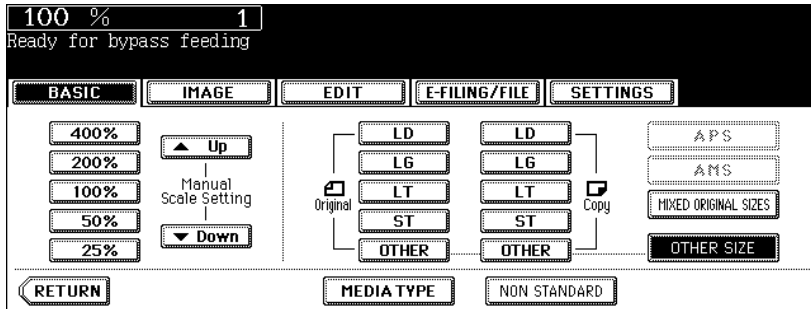 100 % 1
Ready for bypass feeding
BASIC IMAGE EDIT E-FILING/FILE SETTINGS
400% Up LD LD APS
200% LG LG AMS
100% Manual Scale Setting Original LT LT Copy MIXED ORIGINAL SIZES
50% Down ST ST
25% OTHER OTHER OTHER SIZE
RETURN MEDIA TYPE NON STANDARD